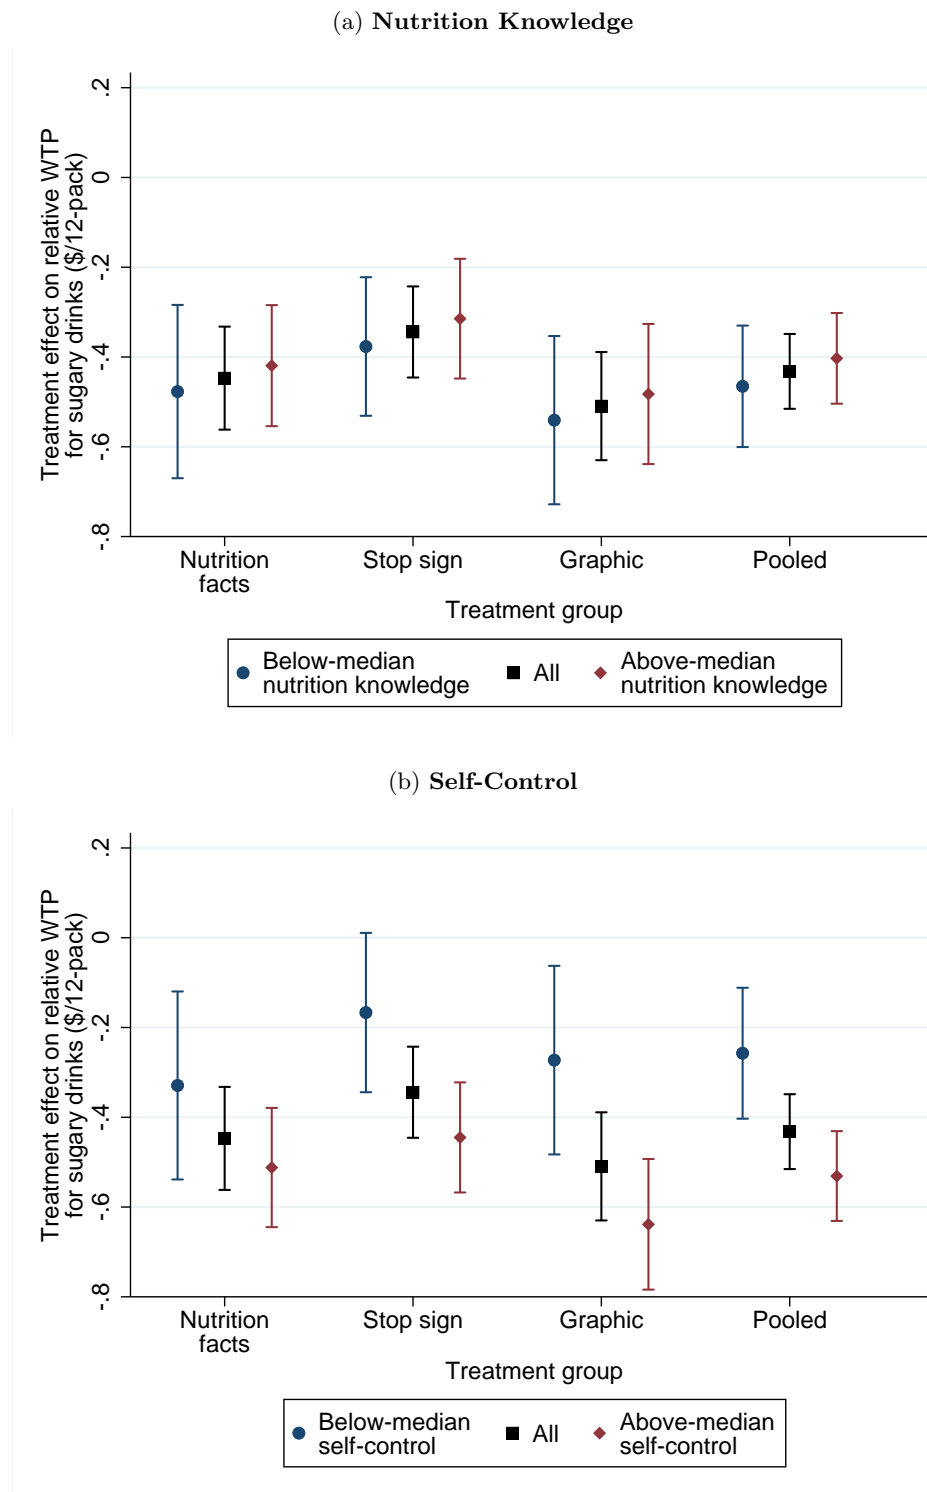 (a) Nutrition Knowledge
Treatment effect on relative WTP
for sugary drinks ($/12-pack)
.2
0
-.2
-.4
-.6
-.8
Nutrition
facts
Stop sign
Graphic
Pooled
Treatment group
Below-median
nutrition knowledge
All
Above-median
nutrition knowledge
(b) Self-Control
Treatment effect on relative WTP
for sugary drinks ($/12-pack)
.2
0
-.2
-.4
-.6
-.8
Nutrition
facts
Stop sign
Graphic
Pooled
Treatment group
Below-median
self-control
All
Above-median
self-control